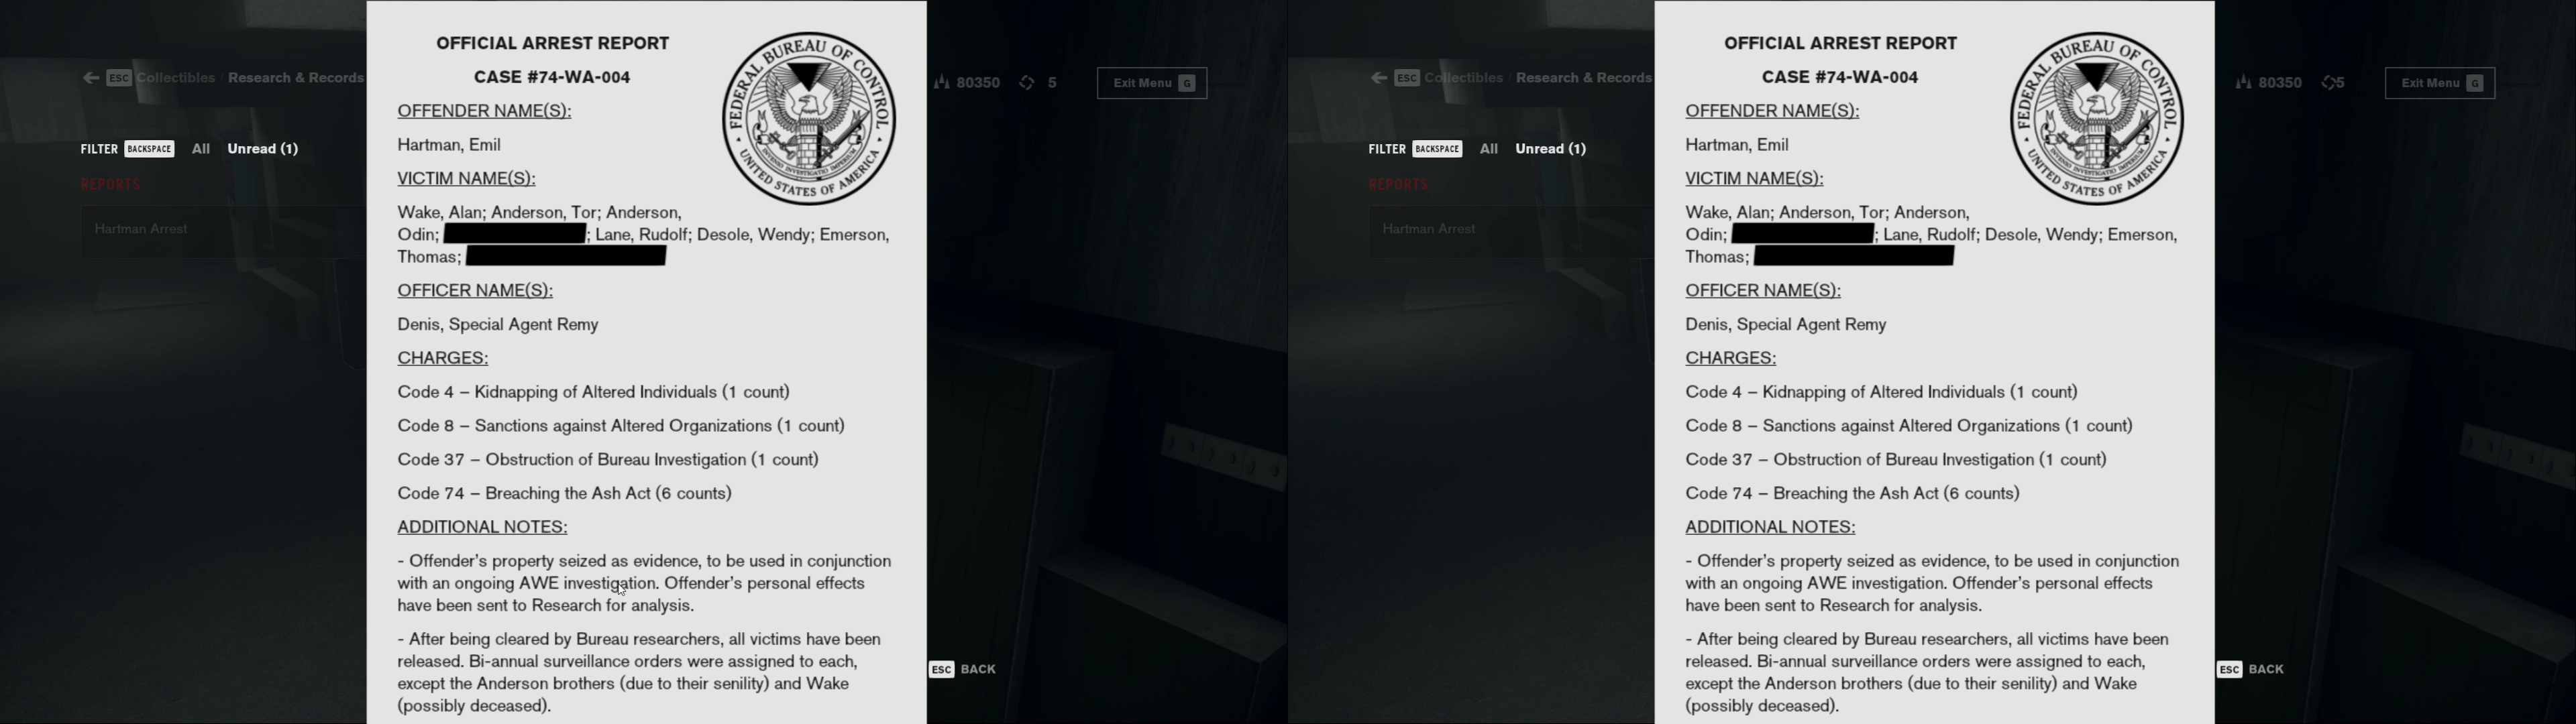 OFFICIAL ARREST REPORT
CASE #74-WA-004
FEDERAL BUREAU OF CONTROL
UNITED STATES OF AMERICA
← ESC Collectibles / Research & Records
80350 5 Exit Menu G
FILTER BACKSPACE All Unread (1)
REPORTS
Hartman Arrest
OFFENDER NAME(S):
Hartman, Emil
VICTIM NAME(S):
Wake, Alan; Anderson, Tor; Anderson,
Odin; ; Lane, Rudolf; Desole, Wendy; Emerson,
Thomas;
OFFICER NAME(S):
Denis, Special Agent Remy
CHARGES:
Code 4 – Kidnapping of Altered Individuals (1 count)
Code 8 – Sanctions against Altered Organizations (1 count)
Code 37 – Obstruction of Bureau Investigation (1 count)
Code 74 – Breaching the Ash Act (6 counts)
ADDITIONAL NOTES:
- Offender's property seized as evidence, to be used in conjunction
with an ongoing AWE investigation. Offender's personal effects
have been sent to Research for analysis.
- After being cleared by Bureau researchers, all victims have been
released. Bi-annual surveillance orders were assigned to each,
except the Anderson brothers (due to their senility) and Wake
(possibly deceased).
ESC BACK
OFFICIAL ARREST REPORT
CASE #74-WA-004
FEDERAL BUREAU OF CONTROL
UNITED STATES OF AMERICA
← ESC Collectibles / Research & Records
80350 5 Exit Menu G
FILTER BACKSPACE All Unread (1)
REPORTS
Hartman Arrest
OFFENDER NAME(S):
Hartman, Emil
VICTIM NAME(S):
Wake, Alan; Anderson, Tor; Anderson,
Odin; ; Lane, Rudolf; Desole, Wendy; Emerson,
Thomas;
OFFICER NAME(S):
Denis, Special Agent Remy
CHARGES:
Code 4 – Kidnapping of Altered Individuals (1 count)
Code 8 – Sanctions against Altered Organizations (1 count)
Code 37 – Obstruction of Bureau Investigation (1 count)
Code 74 – Breaching the Ash Act (6 counts)
ADDITIONAL NOTES:
- Offender's property seized as evidence, to be used in conjunction
with an ongoing AWE investigation. Offender's personal effects
have been sent to Research for analysis.
- After being cleared by Bureau researchers, all victims have been
released. Bi-annual surveillance orders were assigned to each,
except the Anderson brothers (due to their senility) and Wake
(possibly deceased).
ESC BACK